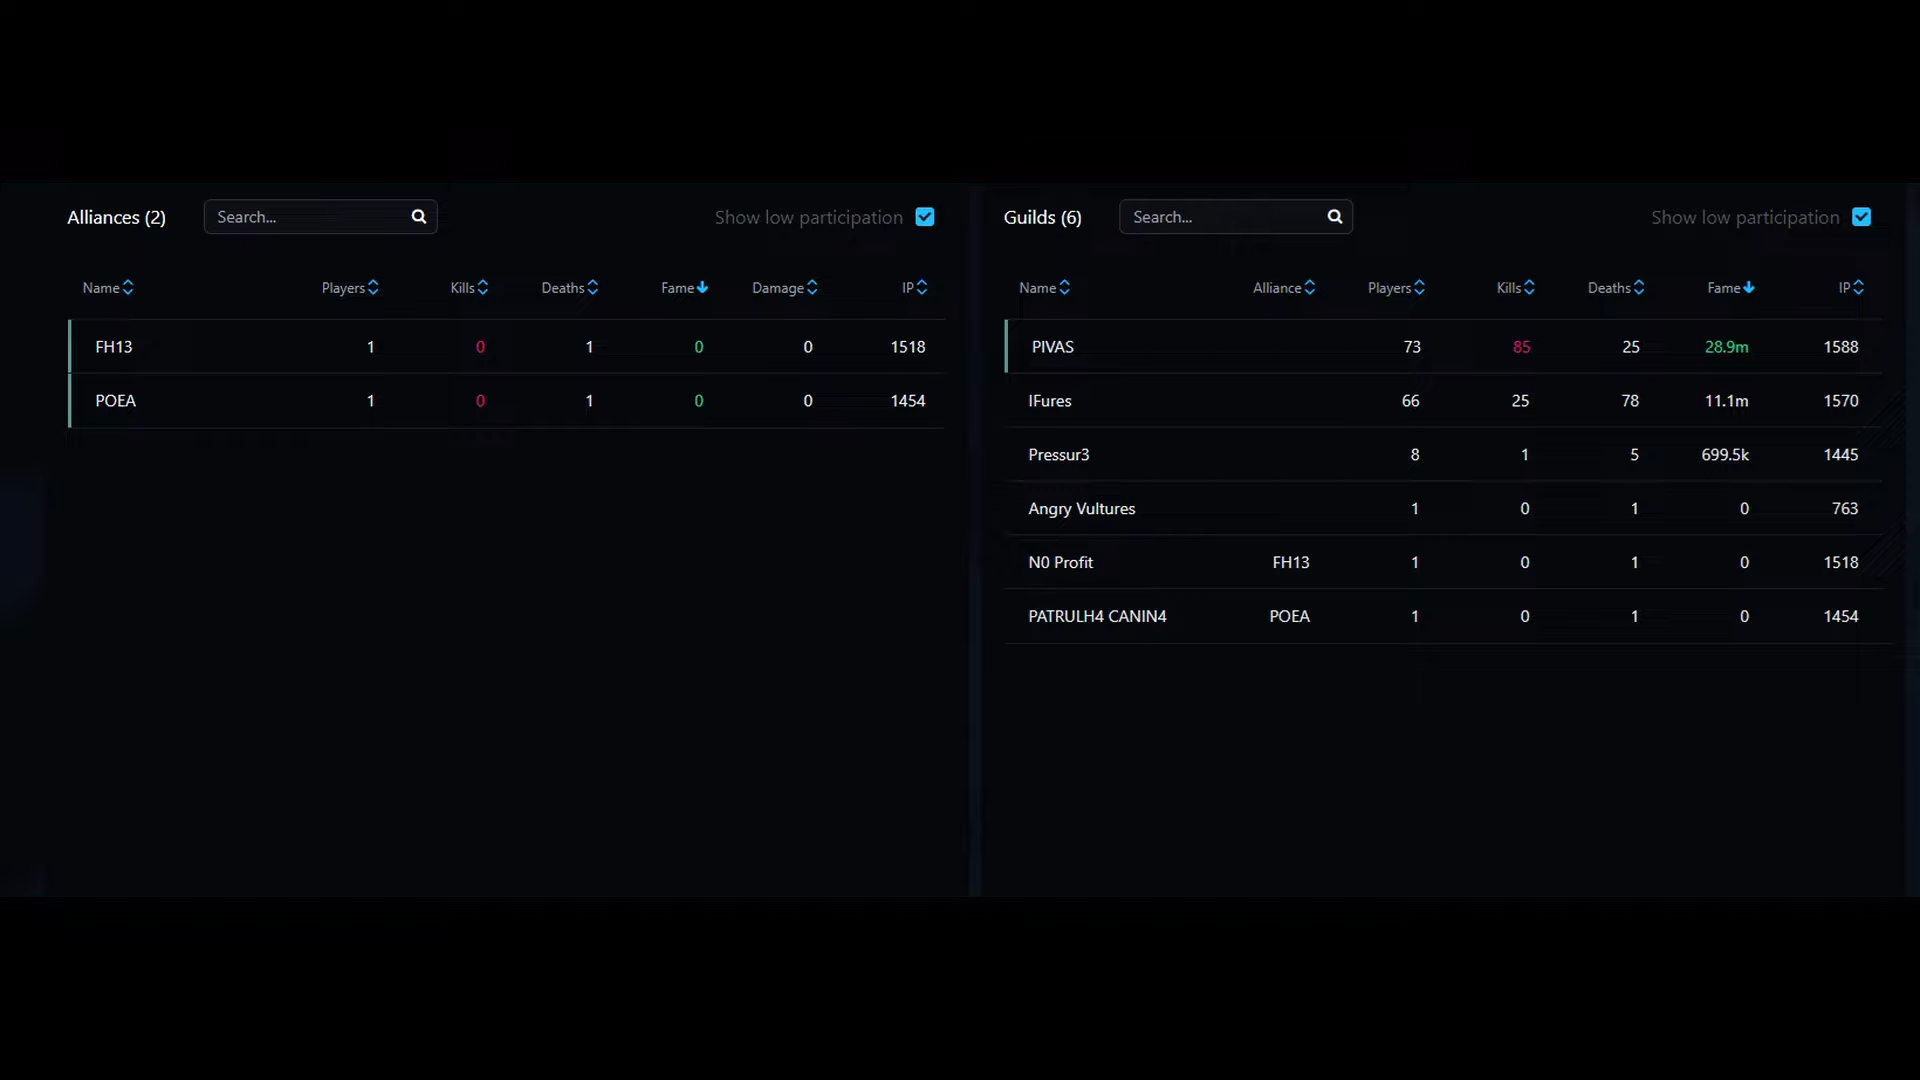 Alliances (2) Search... Show low participation
Name Players Kills Deaths Fame Damage IP
FH13 1 0 1 0 0 1518
POEA 1 0 1 0 0 1454
Guilds (6) Search... Show low participation
Name Alliance Players Kills Deaths Fame IP
PIVAS 73 85 25 28.9m 1588
IFures 66 25 78 11.1m 1570
Pressur3 8 1 5 699.5k 1445
Angry Vultures 1 0 1 0 763
N0 Profit FH13 1 0 1 0 1518
PATRULH4 CANIN4 POEA 1 0 1 0 1454